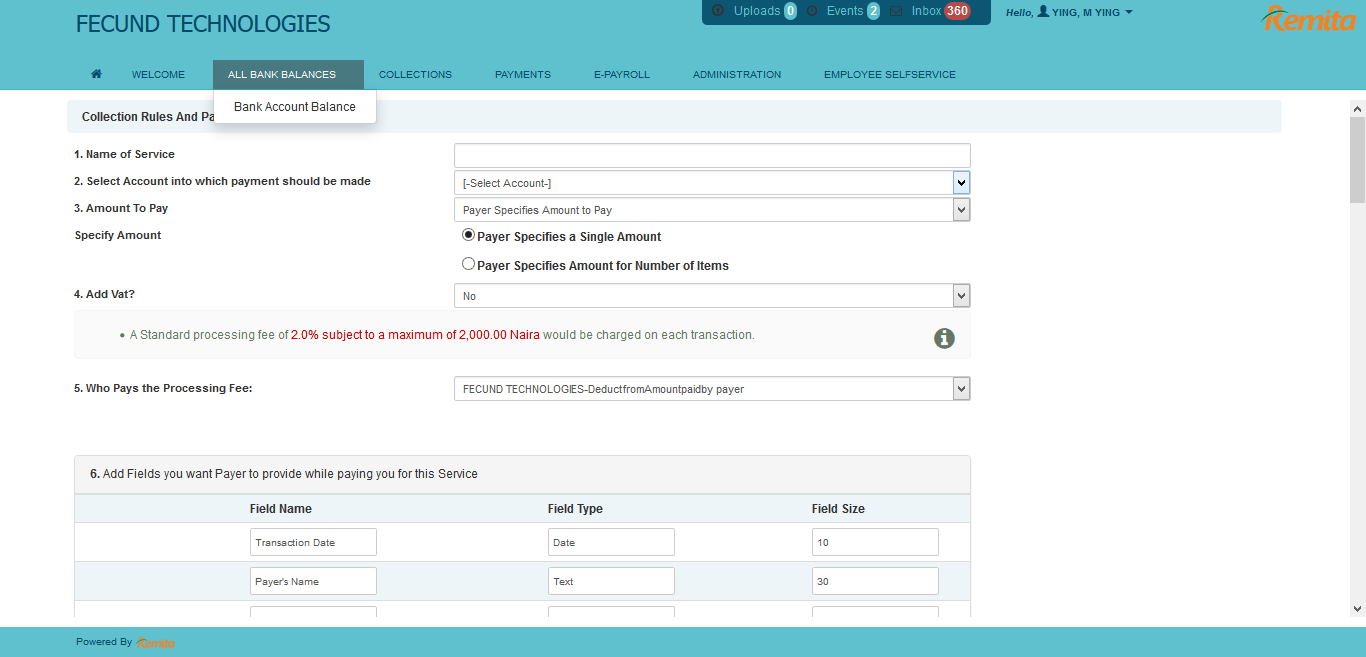 FECUND TECHNOLOGIES
Uploads 0 Events 2 Inbox 360
Hello, YING, M YING
Remita
WELCOME ALL BANK BALANCES COLLECTIONS PAYMENTS E-PAYROLL ADMINISTRATION EMPLOYEE SELFSERVICE
Bank Account Balance
Collection Rules And Pa
1. Name of Service
2. Select Account into which payment should be made [-Select Account-]
3. Amount To Pay Payer Specifies Amount to Pay
Specify Amount Payer Specifies a Single Amount
Payer Specifies Amount for Number of Items
4. Add Vat? No
• A Standard processing fee of 2.0% subject to a maximum of 2,000.00 Naira would be charged on each transaction.
5. Who Pays the Processing Fee: FECUND TECHNOLOGIES-DeductfromAmountpaidby payer
6. Add Fields you want Payer to provide while paying you for this Service
Field Name Field Type Field Size
Transaction Date Date 10
Payer's Name Text 30
Powered By Remita